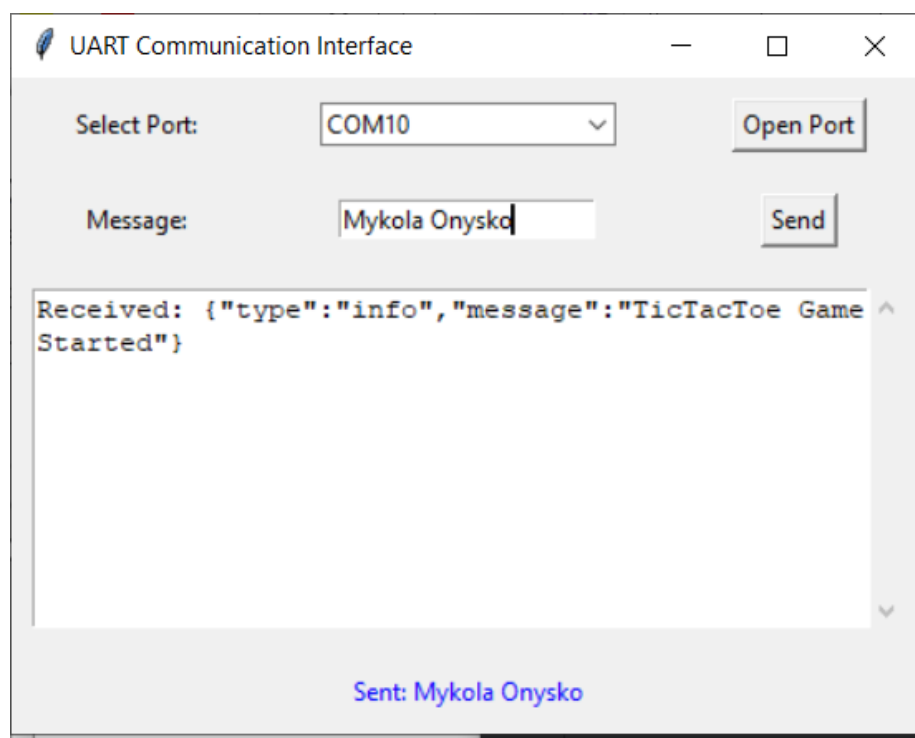 UART Communication Interface
Select Port: COM10 Open Port
Message: Mykola Onysko Send
Received: {"type":"info","message":"TicTacToe Game
Started"}
Sent: Mykola Onysko